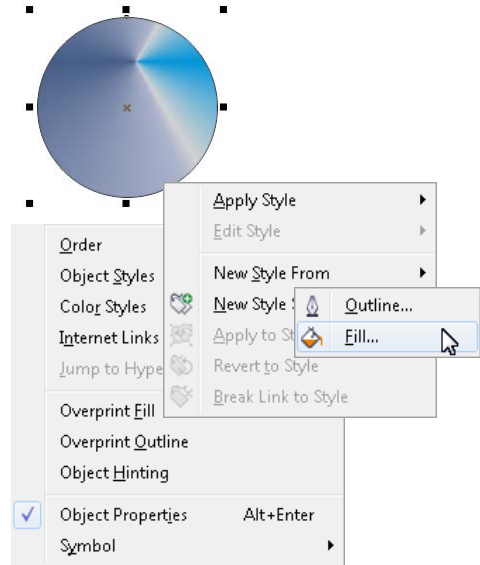 Apply Style
Edit Style
New Style From
New Style S
Outline...
Fill...
Apply to St
Revert to Style
Break Link to Style
Order
Object Styles
Color Styles
Internet Links
Jump to Hype
Overprint Fill
Overprint Outline
Object Hinting
Object Properties Alt+Enter
Symbol